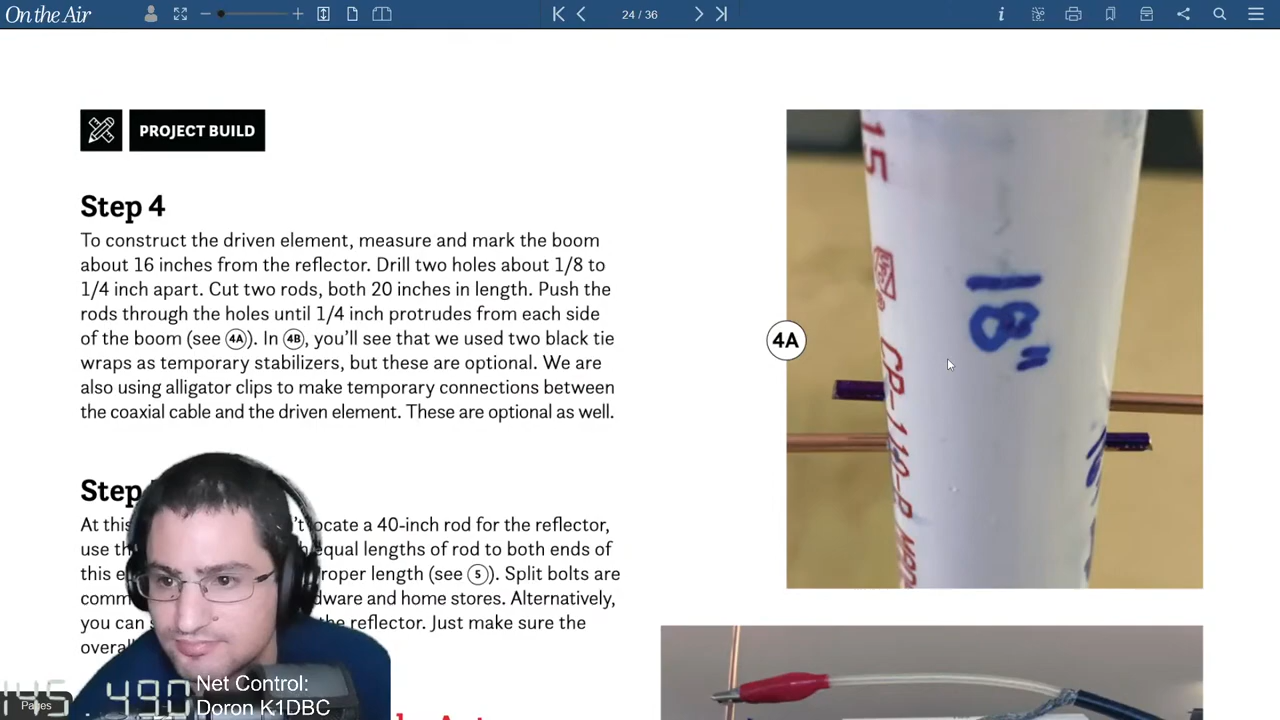 On the Air
24 / 36
PROJECT BUILD
Step 4
To construct the driven element, measure and mark the boom
about 16 inches from the reflector. Drill two holes about 1/8 to
1/4 inch apart. Cut two rods, both 20 inches in length. Push the
rods through the holes until 1/4 inch protrudes from each side
of the boom (see 4A). In 4B, you'll see that we used two black tie
wraps as temporary stabilizers, but these are optional. We are
also using alligator clips to make temporary connections between
the coaxial cable and the driven element. These are optional as well.
Step
At this 't locate a 40-inch rod for the reflector,
use equal lengths of rod to both ends of
this roper length (see 5). Split bolts are
comm dware and home stores. Alternatively,
you can the reflector. Just make sure the
overal
4A
15
18"
CP-110-P
145 490
Pages
Net Control:
Doron K1DBC